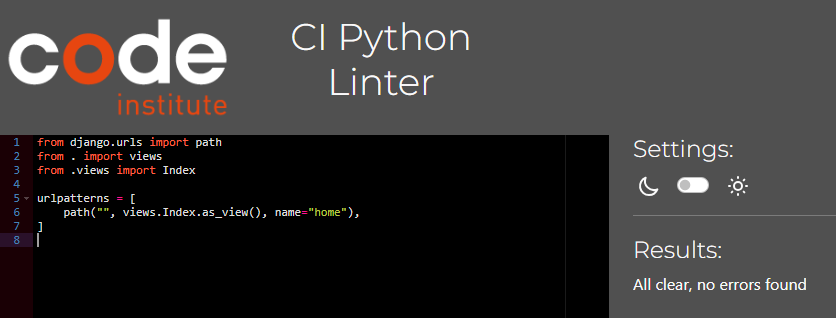 code
institute
CI Python
Linter
1 from django.urls import path
2 from . import views
3 from .views import Index
4
5 urlpatterns = [
6     path("", views.Index.as_view(), name="home"),
7 ]
8
Settings:
Results:
All clear, no errors found